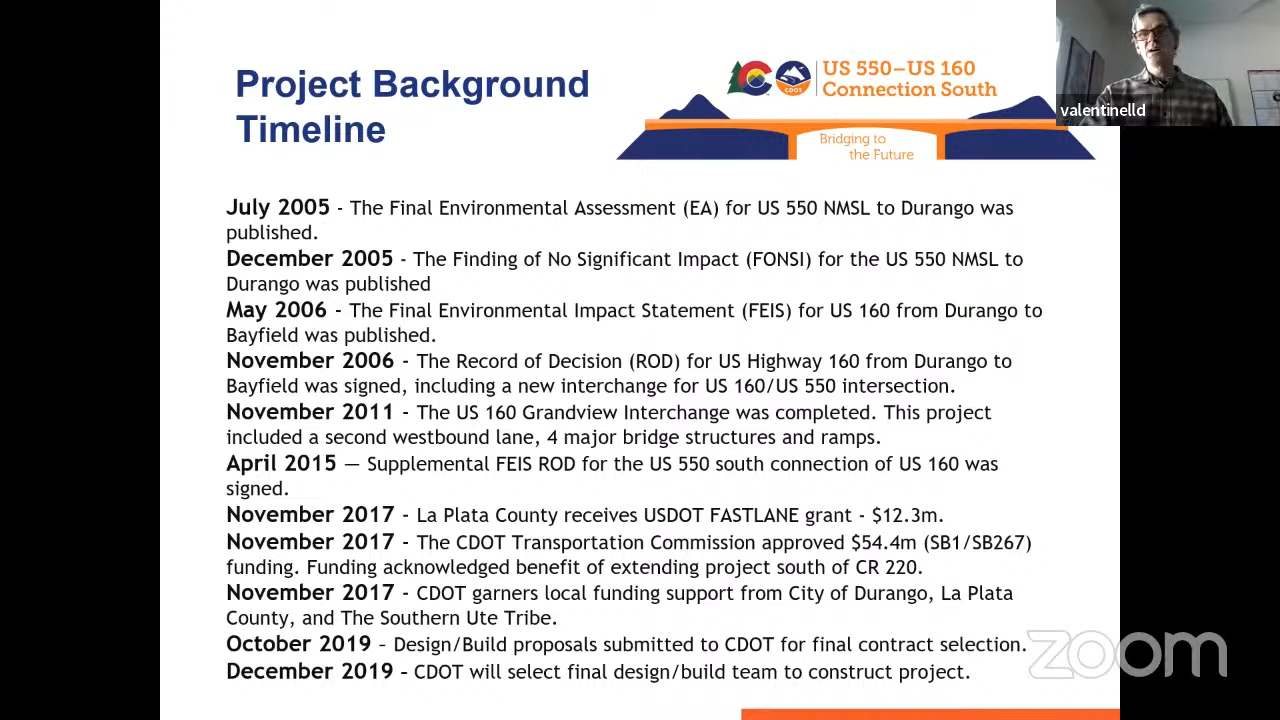 Project Background
Timeline
CDOT
US 550–US 160
Connection South
Bridging to
the Future
valentinelld
July 2005 - The Final Environmental Assessment (EA) for US 550 NMSL to Durango was
published.
December 2005 - The Finding of No Significant Impact (FONSI) for the US 550 NMSL to
Durango was published
May 2006 - The Final Environmental Impact Statement (FEIS) for US 160 from Durango to
Bayfield was published.
November 2006 - The Record of Decision (ROD) for US Highway 160 from Durango to
Bayfield was signed, including a new interchange for US 160/US 550 intersection.
November 2011 - The US 160 Grandview Interchange was completed. This project
included a second westbound lane, 4 major bridge structures and ramps.
April 2015 — Supplemental FEIS ROD for the US 550 south connection of US 160 was
signed.
November 2017 - La Plata County receives USDOT FASTLANE grant - $12.3m.
November 2017 - The CDOT Transportation Commission approved $54.4m (SB1/SB267)
funding. Funding acknowledged benefit of extending project south of CR 220.
November 2017 - CDOT garners local funding support from City of Durango, La Plata
County, and The Southern Ute Tribe.
October 2019 – Design/Build proposals submitted to CDOT for final contract selection.
December 2019 – CDOT will select final design/build team to construct project.
zoom